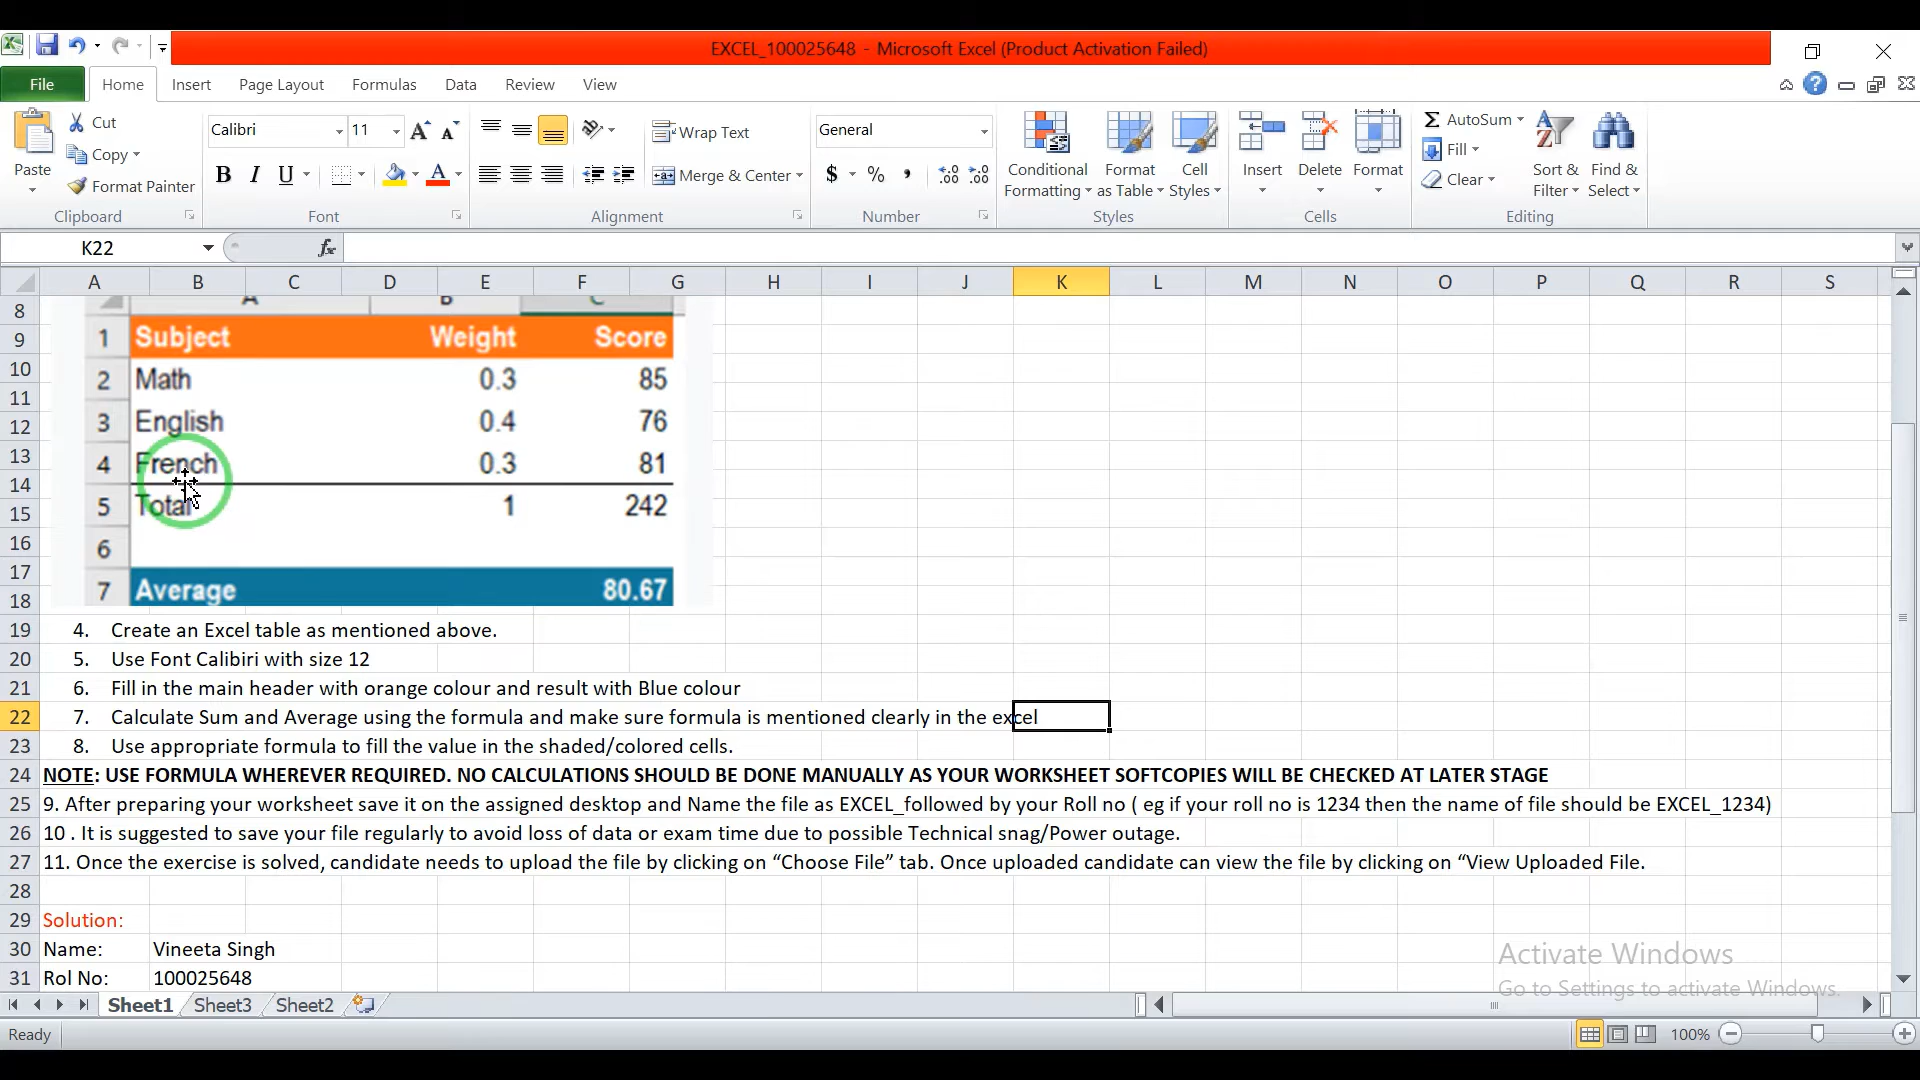 EXCEL_100025648 - Microsoft Excel (Product Activation Failed)
File Home Insert Page Layout Formulas Data Review View
Paste
Cut
Copy
Format Painter
Clipboard
Calibri 11
B I U
Font
Wrap Text
Merge & Center
Alignment
General
$ % ,
Number
Conditional Formatting
Format as Table
Cell Styles
Styles
Insert Delete Format
Cells
AutoSum
Fill
Clear
Sort & Filter
Find & Select
Editing
K22
fx
A B C D E F G H I J K L M N O P Q R S
8
9
10
11
12
13
14
15
16
17
18
A B C
1 Subject Weight Score
2 Math 0.3 85
3 English 0.4 76
4 French 0.3 81
5 Total 1 242
6
7 Average 80.67
19 4. Create an Excel table as mentioned above.
20 5. Use Font Calibiri with size 12
21 6. Fill in the main header with orange colour and result with Blue colour
22 7. Calculate Sum and Average using the formula and make sure formula is mentioned clearly in the excel
23 8. Use appropriate formula to fill the value in the shaded/colored cells.
24 NOTE: USE FORMULA WHEREVER REQUIRED. NO CALCULATIONS SHOULD BE DONE MANUALLY AS YOUR WORKSHEET SOFTCOPIES WILL BE CHECKED AT LATER STAGE
25 9. After preparing your worksheet save it on the assigned desktop and Name the file as EXCEL_followed by your Roll no ( eg if your roll no is 1234 then the name of file should be EXCEL_1234)
26 10 . It is suggested to save your file regularly to avoid loss of data or exam time due to possible Technical snag/Power outage.
27 11. Once the exercise is solved, candidate needs to upload the file by clicking on “Choose File” tab. Once uploaded candidate can view the file by clicking on “View Uploaded File.
28
29 Solution:
30 Name: Vineeta Singh
31 Rol No: 100025648
Activate Windows
Go to Settings to activate Windows.
Sheet1 Sheet3 Sheet2
Ready
100%